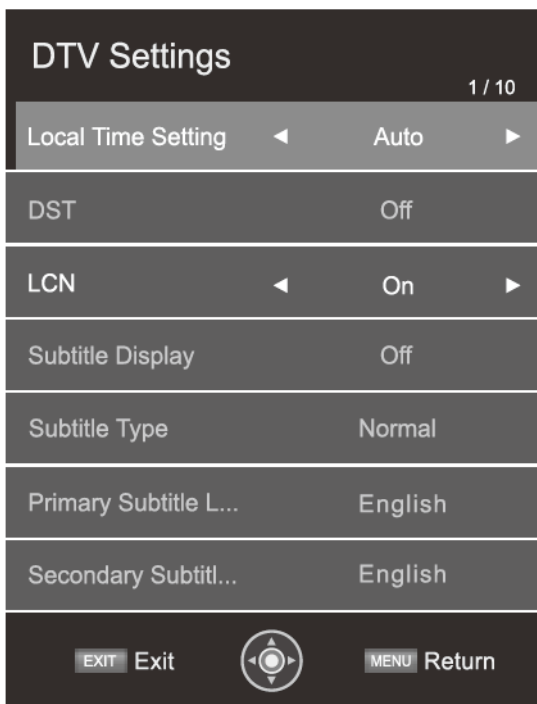 DTV Settings
1 / 10
Local Time Setting ◄ Auto ►
DST Off
LCN ◄ On ►
Subtitle Display Off
Subtitle Type Normal
Primary Subtitle L... English
Secondary Subtitl... English
EXIT Exit MENU Return